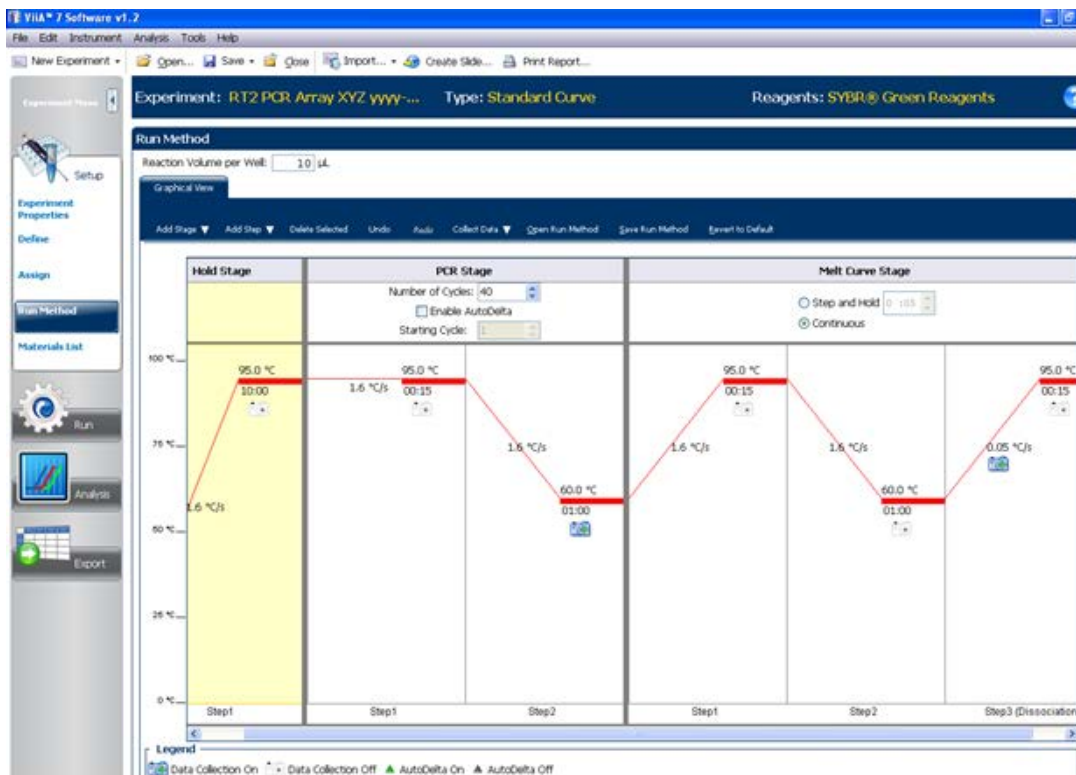 ViiA™ 7 Software v1.2
File Edit Instrument Analysis Tools Help
New Experiment Open... Save Close Import... Create Slide... Print Report...
Experiment Menu
Experiment: RT2 PCR Array XYZ yyyy-... Type: Standard Curve Reagents: SYBR® Green Reagents
Setup
Experiment Properties
Define
Assign
Run Method
Materials List
Run
Analysis
Export
Run Method
Reaction Volume per Well: 10 µL
Graphical View
Add Stage Add Step Delete Selected Undo Redo Collect Data Open Run Method Save Run Method Revert to Default
Hold Stage PCR Stage Melt Curve Stage
Number of Cycles: 40
Enable AutoDelta
Starting Cycle: 1
Step and Hold 0 :05
Continuous
100 °C
75 °C
50 °C
25 °C
0 °C
1.6 °C/s
95.0 °C
10:00
1.6 °C/s
95.0 °C
00:15
1.6 °C/s
60.0 °C
01:00
1.6 °C/s
95.0 °C
00:15
1.6 °C/s
60.0 °C
01:00
0.05 °C/s
95.0 °C
00:15
Step1 Step1 Step2 Step1 Step2 Step3 (Dissociation
Legend
Data Collection On Data Collection Off AutoDelta On AutoDelta Off